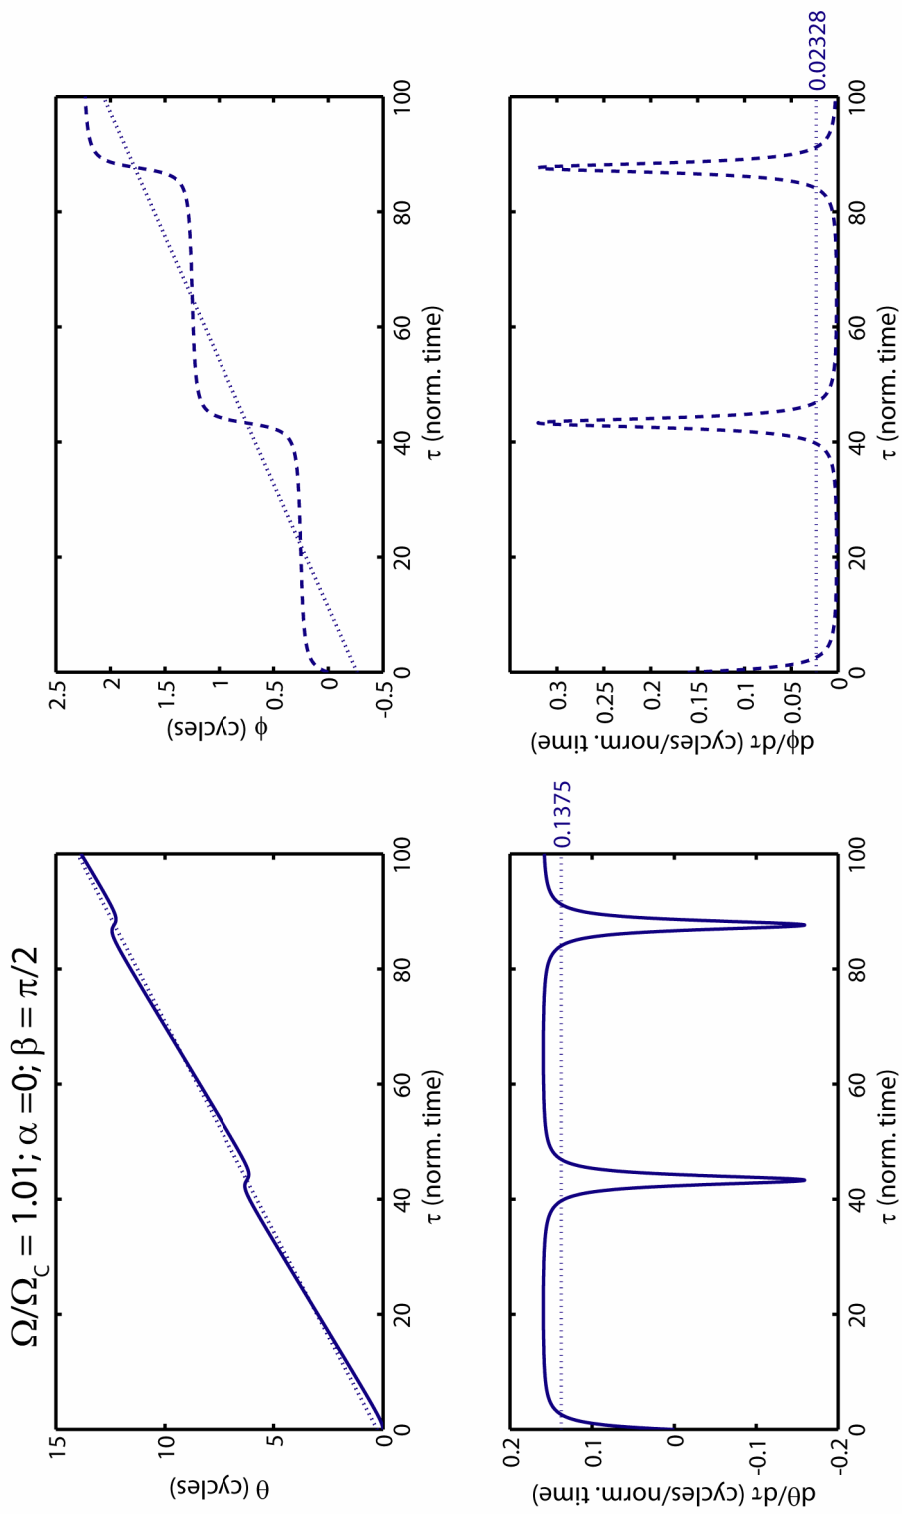 Ω/Ω_C = 1.01; α =0; β = π/2
θ (cycles)
15
10
5
0
0 20 40 60 80 100
τ (norm. time)
ϕ (cycles)
2.5
2
1.5
1
0.5
0
-0.5
0 20 40 60 80 100
τ (norm. time)
dθ/dτ (cycles/norm. time)
0.2
0.1
0
-0.1
-0.2
0.1375
0 20 40 60 80 100
τ (norm. time)
dϕ/dτ (cycles/norm. time)
0.3
0.25
0.2
0.15
0.1
0.05
0
0.02328
0 20 40 60 80 100
τ (norm. time)